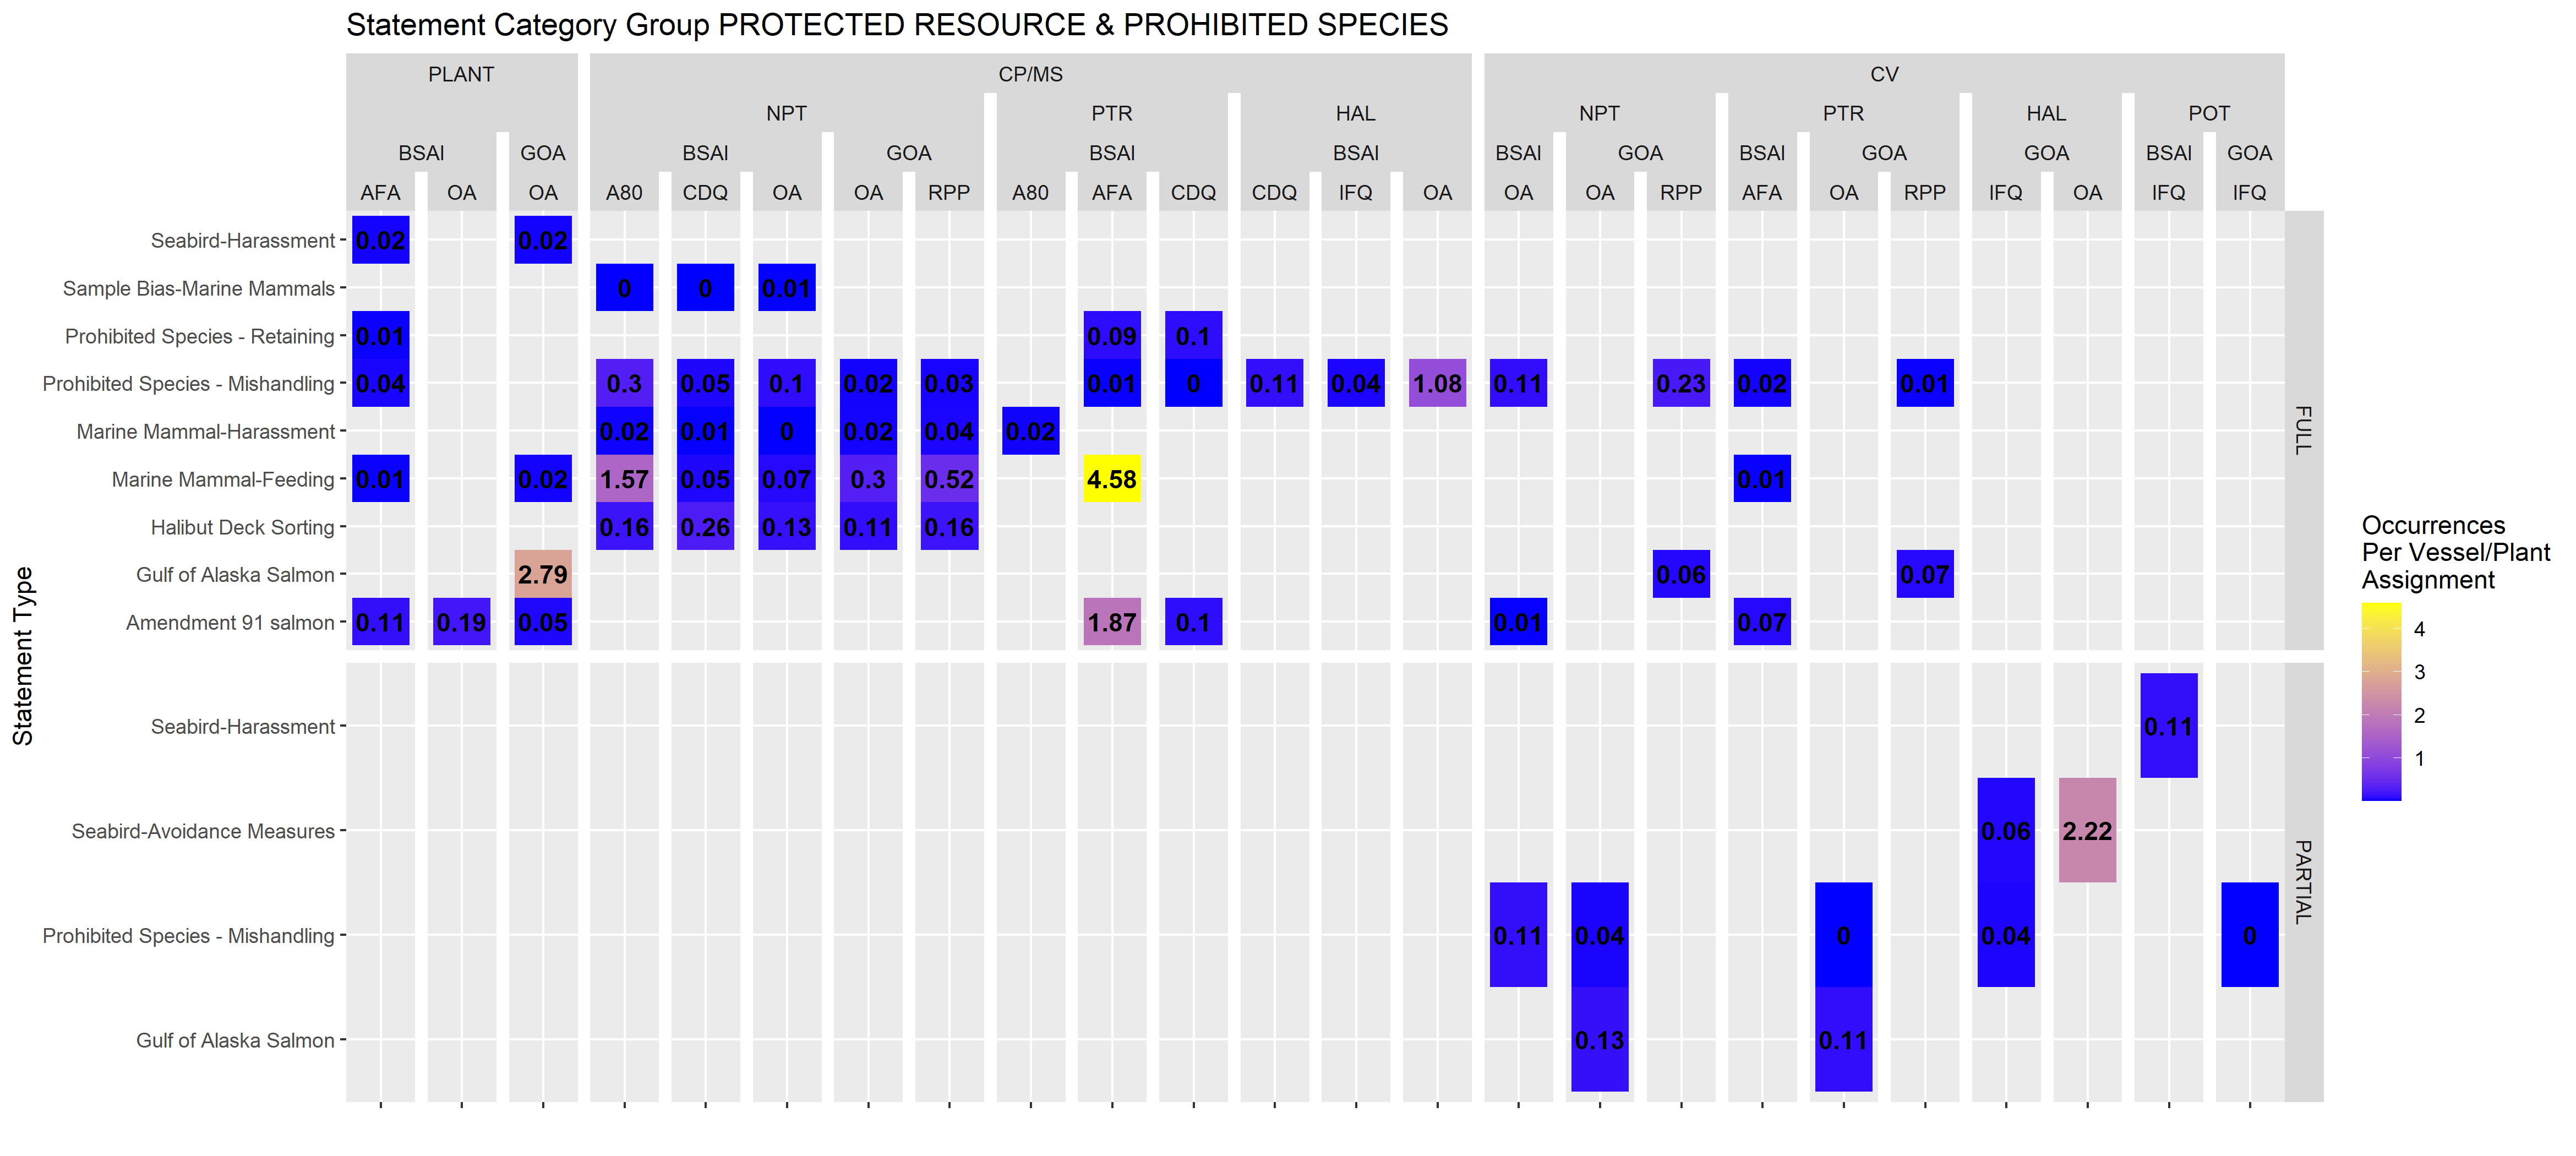 Statement Category Group PROTECTED RESOURCE & PROHIBITED SPECIES
PLANT CP/MS CV
NPT PTR HAL NPT PTR HAL POT
BSAI GOA BSAI GOA BSAI BSAI BSAI GOA BSAI GOA GOA BSAI GOA
AFA OA OA A80 CDQ OA OA RPP A80 AFA CDQ CDQ IFQ OA OA OA RPP AFA OA RPP IFQ OA IFQ IFQ
Seabird-Harassment 0.02 0.02
Sample Bias-Marine Mammals 0 0 0.01
Prohibited Species - Retaining 0.01 0.09 0.1
Prohibited Species - Mishandling 0.04 0.3 0.05 0.1 0.02 0.03 0.01 0 0.11 0.04 1.08 0.11 0.23 0.02 0.01
Marine Mammal-Harassment 0.02 0.01 0 0.02 0.04 0.02
Marine Mammal-Feeding 0.01 0.02 1.57 0.05 0.07 0.3 0.52 4.58 0.01
Halibut Deck Sorting 0.16 0.26 0.13 0.11 0.16
Gulf of Alaska Salmon 2.79 0.06 0.07
Amendment 91 salmon 0.11 0.19 0.05 1.87 0.1 0.01 0.07
FULL
Seabird-Harassment 0.11
Seabird-Avoidance Measures 0.06 2.22
Prohibited Species - Mishandling 0.11 0.04 0 0.04 0
Gulf of Alaska Salmon 0.13 0.11
PARTIAL
Statement Type
Occurrences
Per Vessel/Plant
Assignment
4
3
2
1